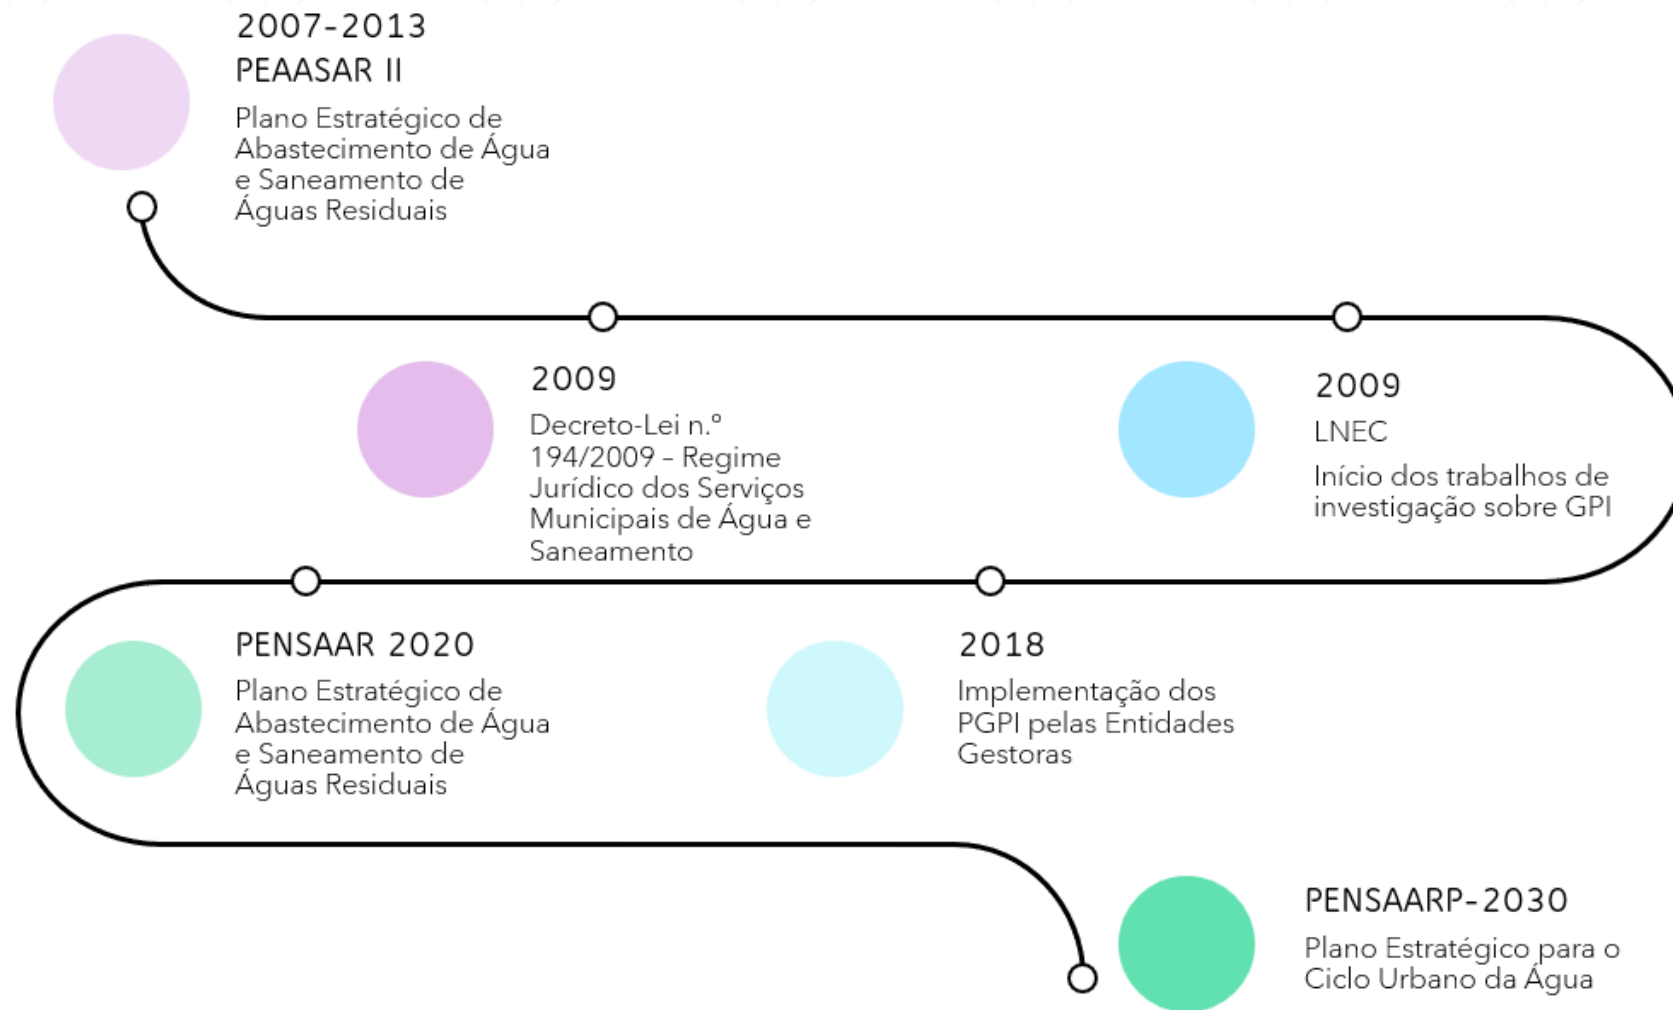 2007-2013
PEAASAR II
Plano Estratégico de
Abastecimento de Água
e Saneamento de
Águas Residuais
2009
Decreto-Lei n.º
194/2009 – Regime
Jurídico dos Serviços
Municipais de Água e
Saneamento
2009
LNEC
Início dos trabalhos de
investigação sobre GPI
PENSAAR 2020
Plano Estratégico de
Abastecimento de Água
e Saneamento de
Águas Residuais
2018
Implementação dos
PGPI pelas Entidades
Gestoras
PENSAARP-2030
Plano Estratégico para o
Ciclo Urbano da Água